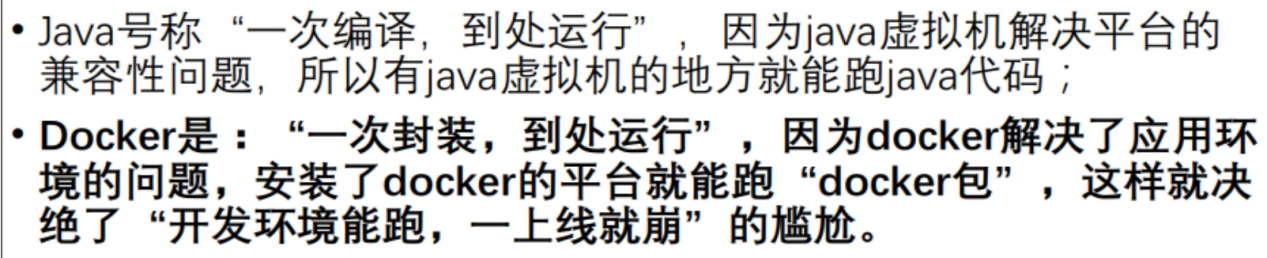 • Java号称“一次编译，到处运行”，因为java虚拟机解决平台的
兼容性问题，所以有java虚拟机的地方就能跑java代码；
• Docker是：“一次封装，到处运行”，因为docker解决了应用环
境的问题，安装了docker的平台就能跑“docker包”，这样就决
绝了“开发环境能跑，一上线就崩”的尴尬。